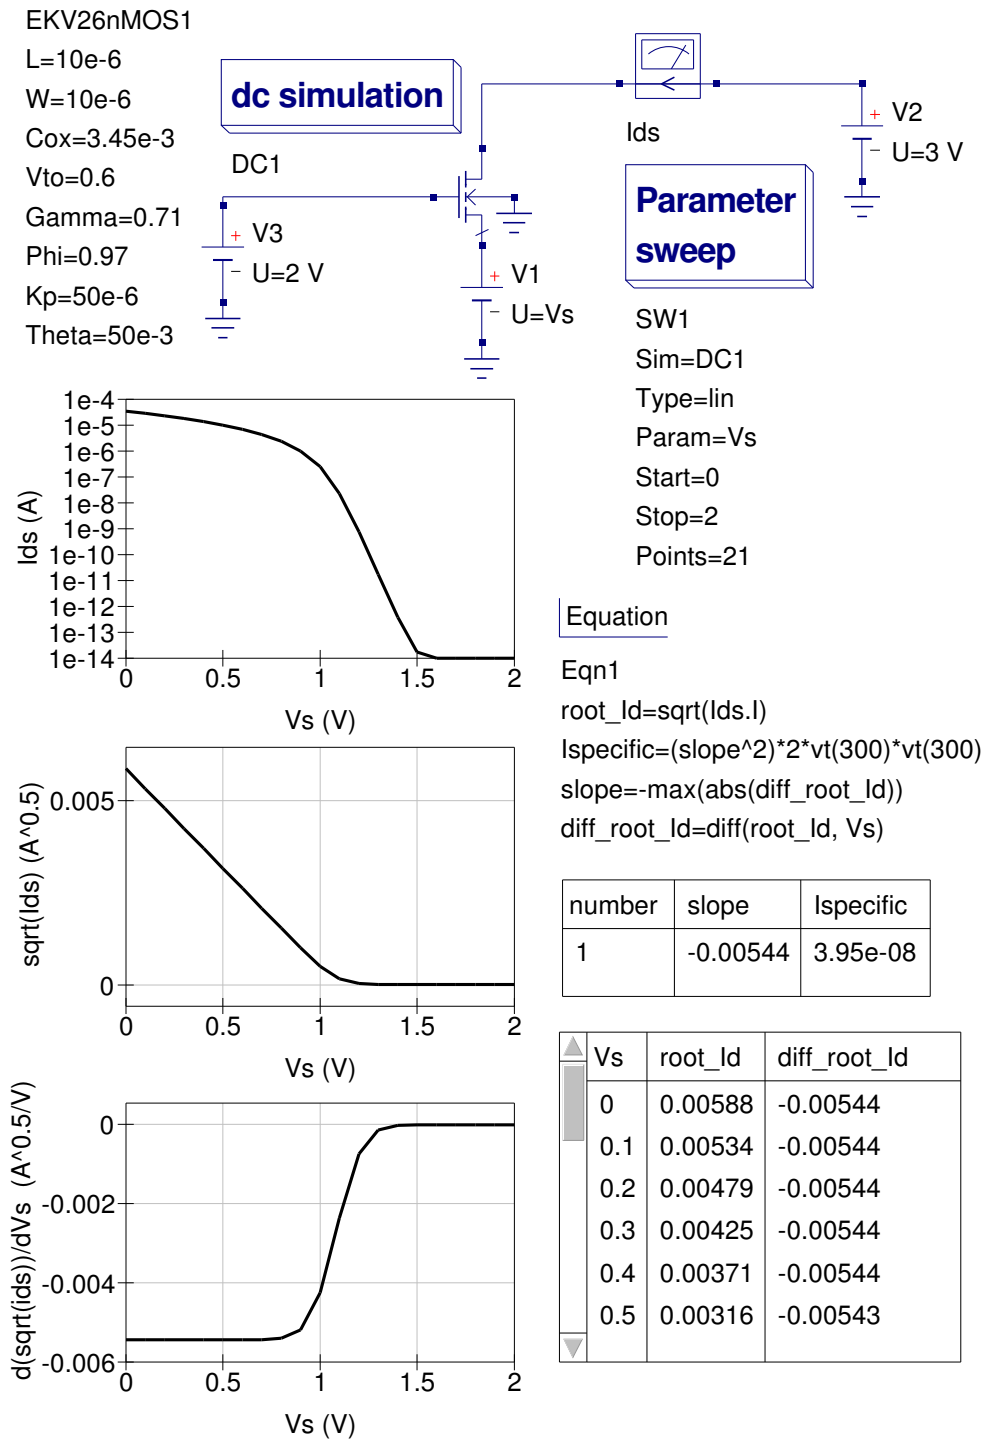 EKV26nMOS1
L=10e-6
W=10e-6
Cox=3.45e-3
Vto=0.6
Gamma=0.71
Phi=0.97
Kp=50e-6
Theta=50e-3
dc simulation
DC1
+ V3
− U=2 V
+ V1
− U=Vs
Ids
+ V2
− U=3 V
Parameter
sweep
SW1
Sim=DC1
Type=lin
Param=Vs
Start=0
Stop=2
Points=21
Ids (A)
1e-4
1e-5
1e-6
1e-7
1e-8
1e-9
1e-10
1e-11
1e-12
1e-13
1e-14
0 0.5 1 1.5 2
Vs (V)
Equation
Eqn1
root_Id=sqrt(Ids.I)
Ispecific=(slope^2)*2*vt(300)*vt(300)
slope=-max(abs(diff_root_Id))
diff_root_Id=diff(root_Id, Vs)
sqrt(Ids) (A^0.5)
0.005
0
0 0.5 1 1.5 2
Vs (V)
number slope Ispecific
1 -0.00544 3.95e-08
d(sqrt(ids))/dVs (A^0.5/V)
0
-0.002
-0.004
-0.006
0 0.5 1 1.5 2
Vs (V)
Vs root_Id diff_root_Id
0 0.00588 -0.00544
0.1 0.00534 -0.00544
0.2 0.00479 -0.00544
0.3 0.00425 -0.00544
0.4 0.00371 -0.00544
0.5 0.00316 -0.00543